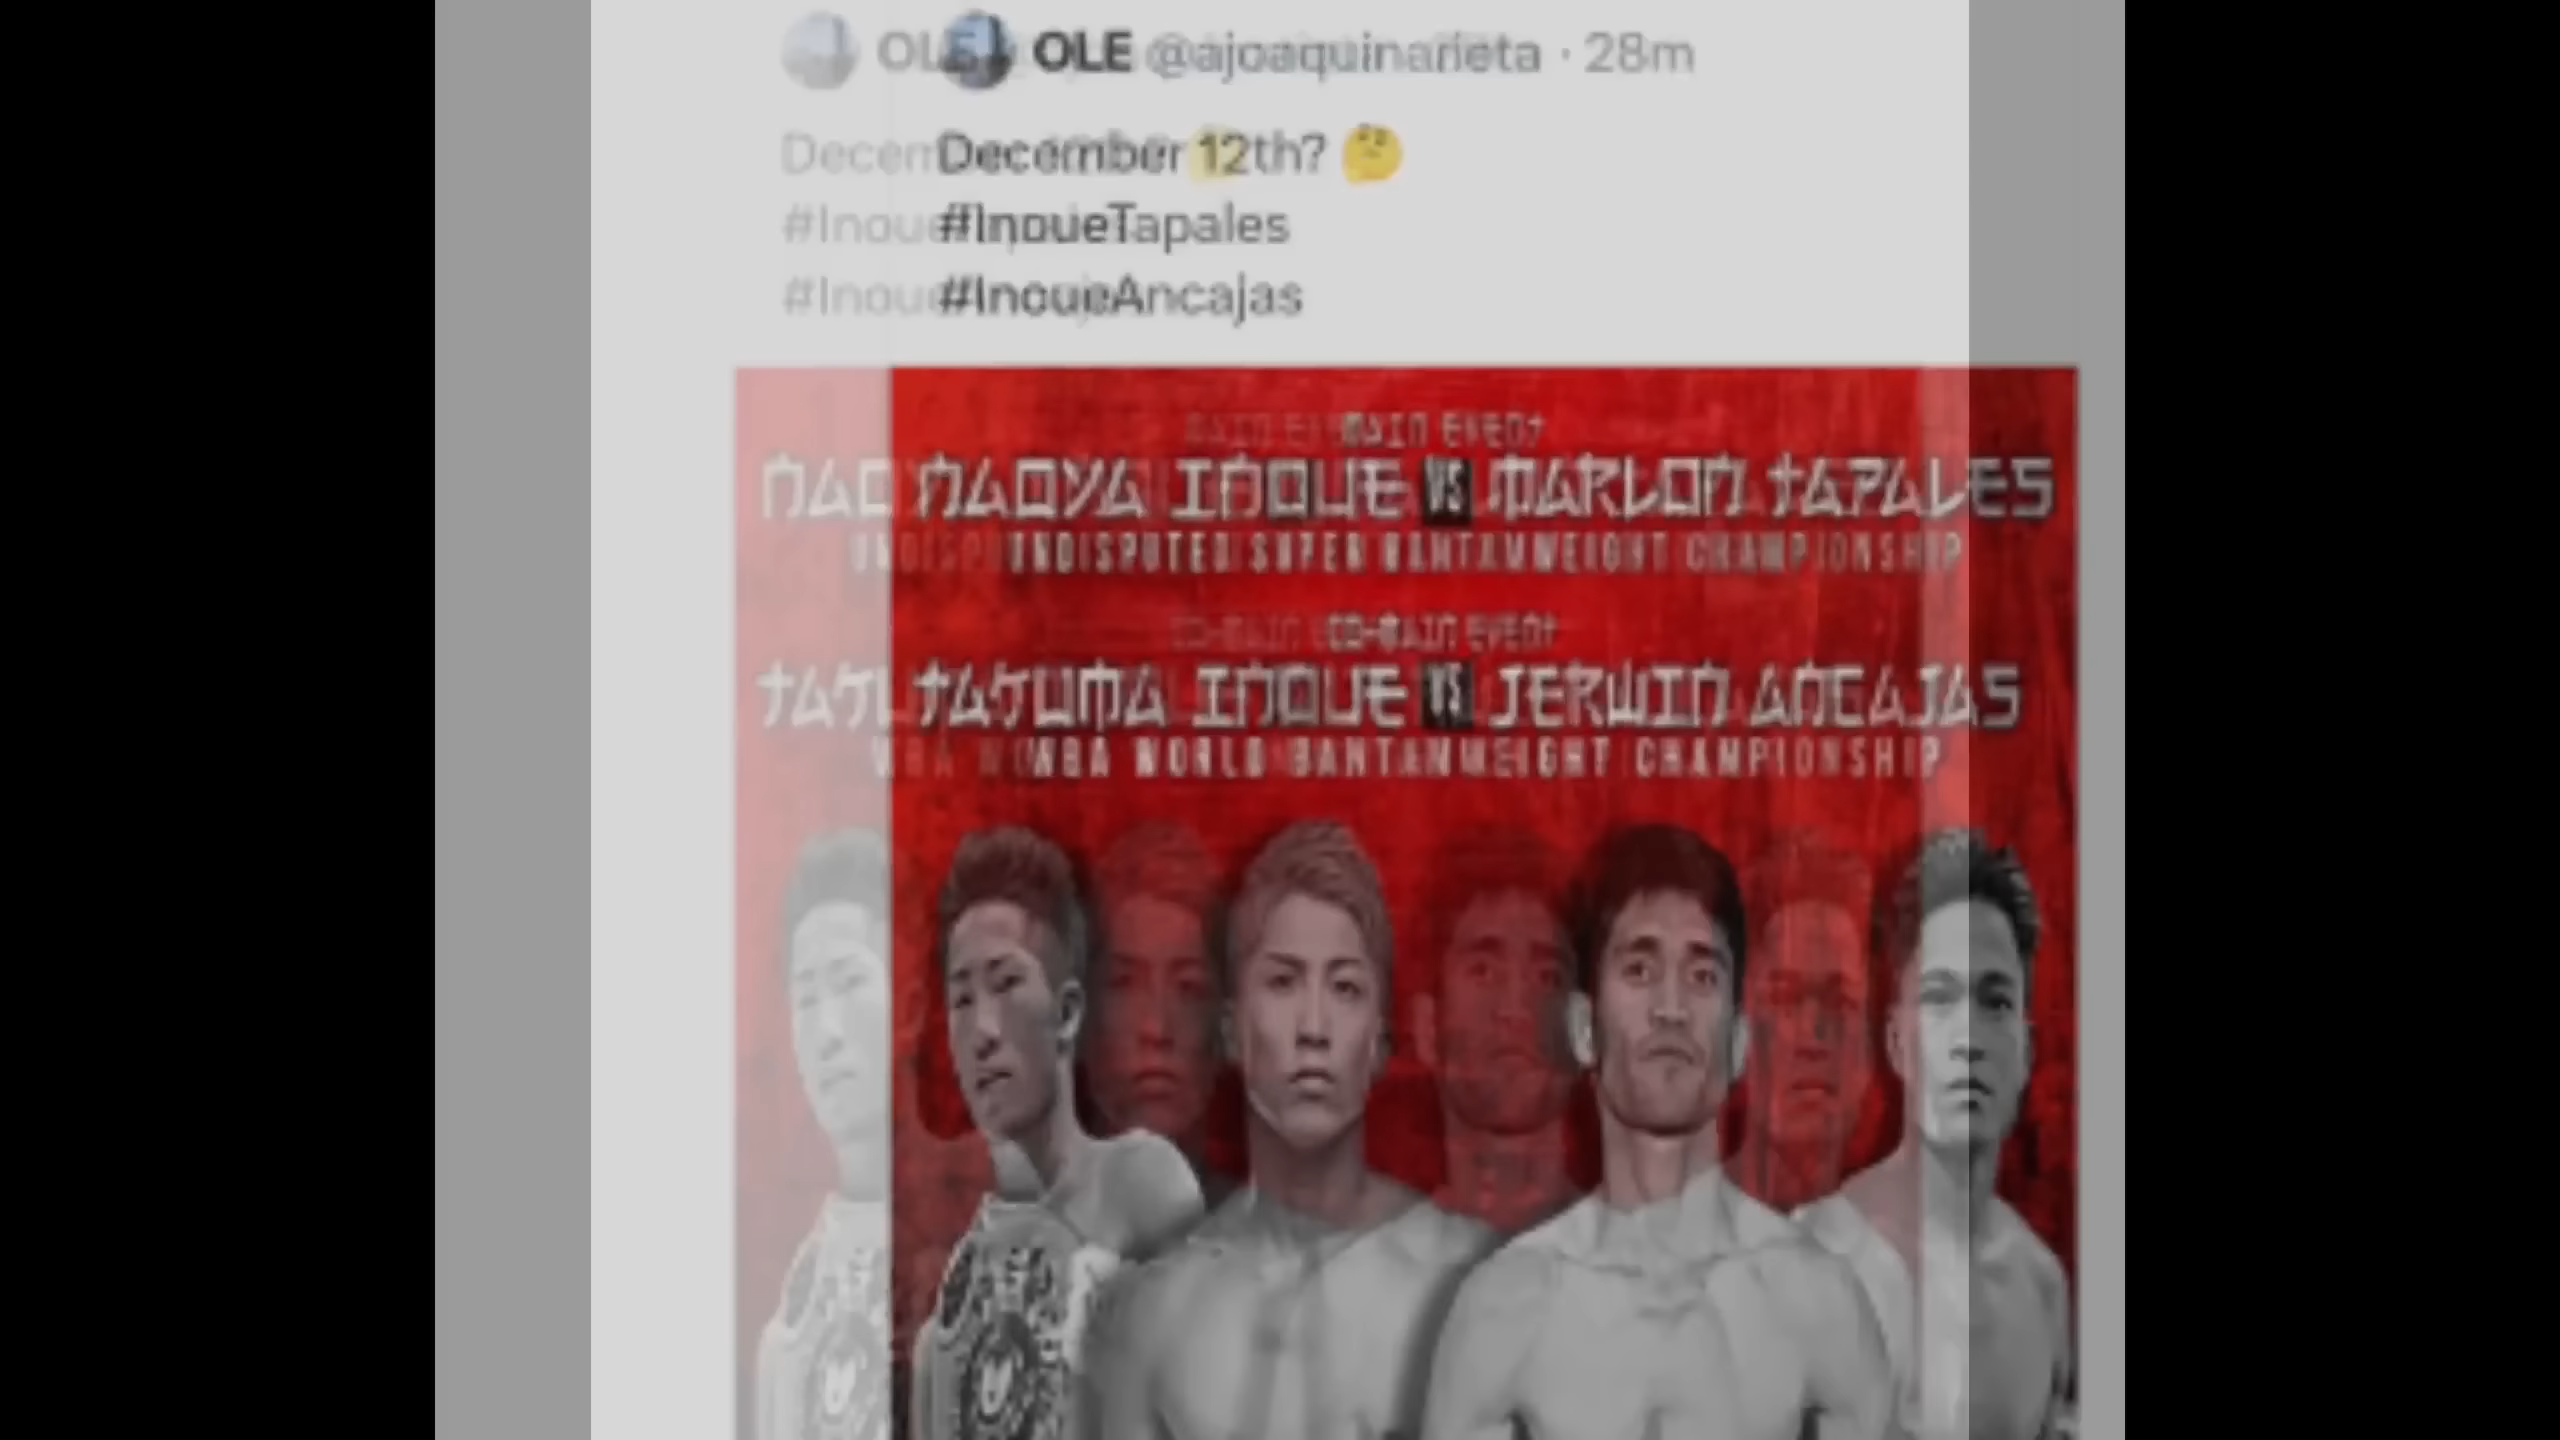 OLE @ajoaquinarieta · 28m
December 12th? 🤔
#InoueTapales
#InoueAncajas
MAIN EVENT
NAOYA INOUE VS MARLON TAPALES
UNDISPUTED SUPER BANTAMWEIGHT CHAMPIONSHIP
CO-MAIN EVENT
TAKUMA INOUE VS JERWIN ANCAJAS
WBA WORLD BANTAMWEIGHT CHAMPIONSHIP